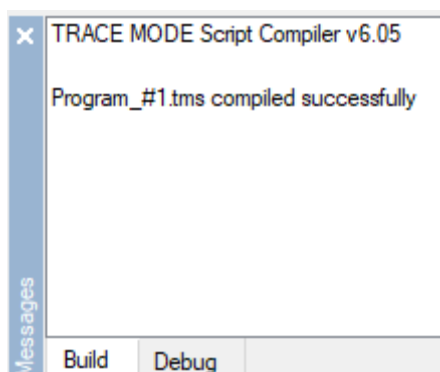 TRACE MODE Script Compiler v6.05
Program_#1.tms compiled successfully
Messages
Build
Debug